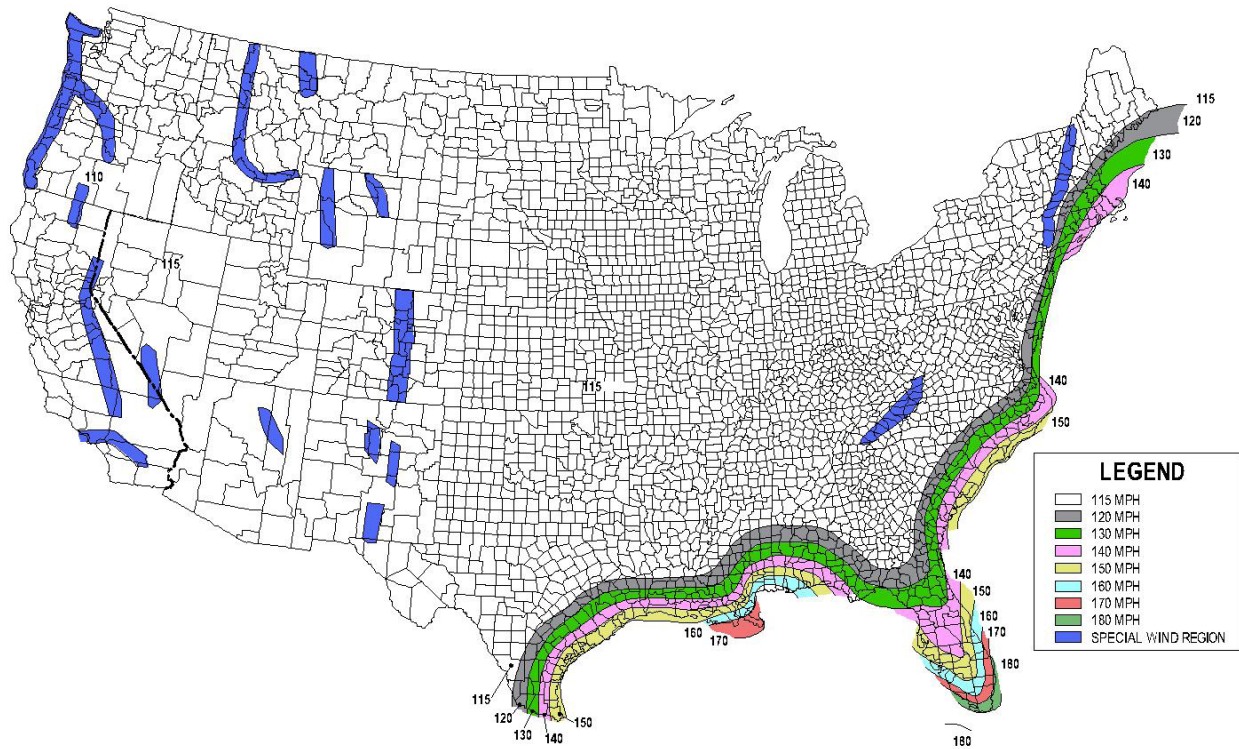 115
120
130
140
110
115
115
140
150
LEGEND
115 MPH
120 MPH
130 MPH
140 MPH
150 MPH
160 MPH
170 MPH
180 MPH
SPECIAL WIND REGION
140
150
160
170
180
160
170
115
120
130
140
150
180